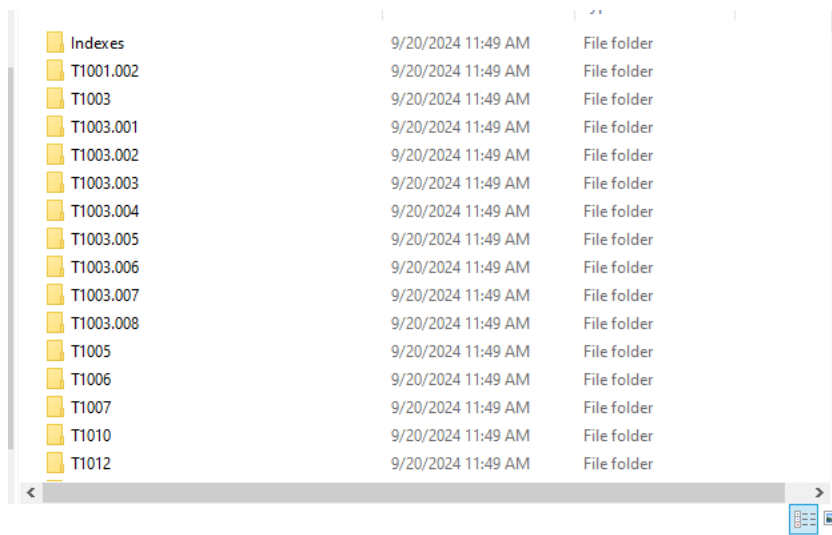 Indexes 9/20/2024 11:49 AM File folder
T1001.002 9/20/2024 11:49 AM File folder
T1003 9/20/2024 11:49 AM File folder
T1003.001 9/20/2024 11:49 AM File folder
T1003.002 9/20/2024 11:49 AM File folder
T1003.003 9/20/2024 11:49 AM File folder
T1003.004 9/20/2024 11:49 AM File folder
T1003.005 9/20/2024 11:49 AM File folder
T1003.006 9/20/2024 11:49 AM File folder
T1003.007 9/20/2024 11:49 AM File folder
T1003.008 9/20/2024 11:49 AM File folder
T1005 9/20/2024 11:49 AM File folder
T1006 9/20/2024 11:49 AM File folder
T1007 9/20/2024 11:49 AM File folder
T1010 9/20/2024 11:49 AM File folder
T1012 9/20/2024 11:49 AM File folder